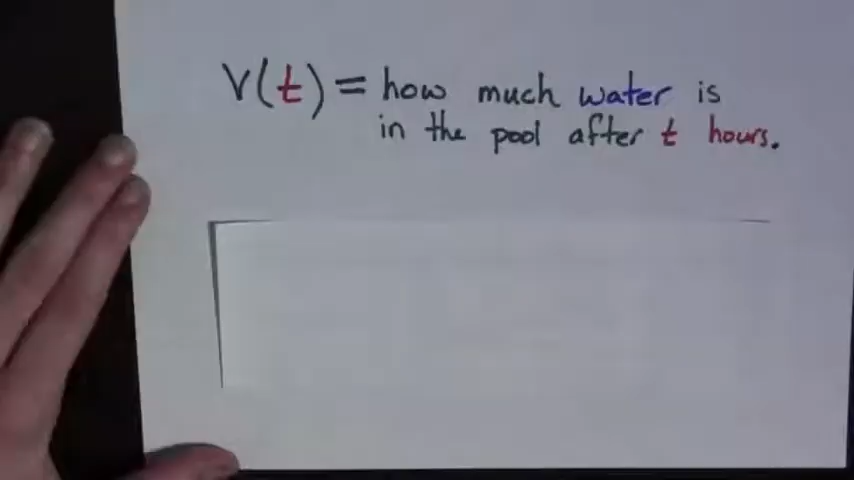 V(t) = how much water is
in the pool after t hours.